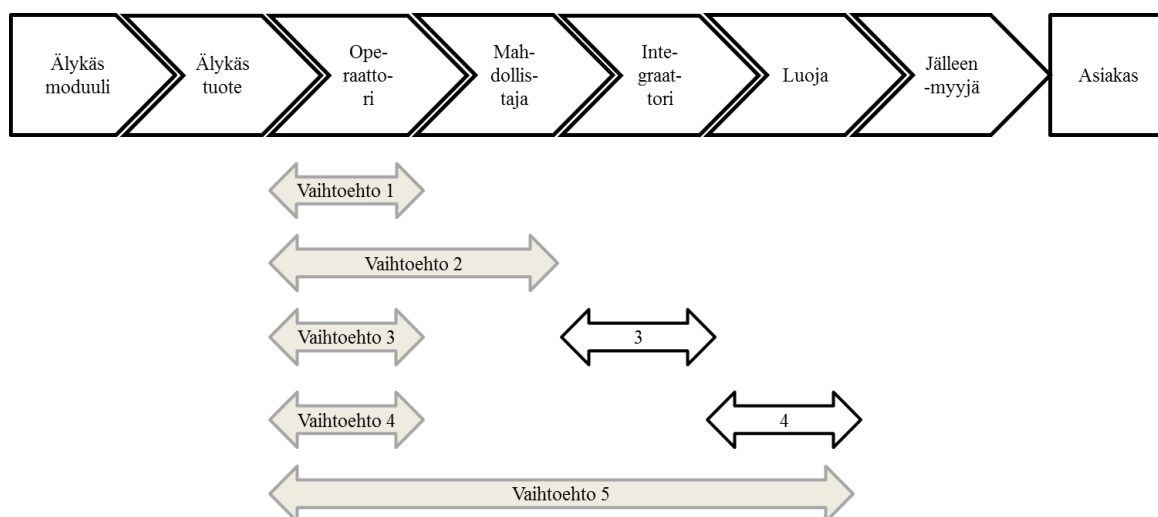 Älykäs
moduuli
Älykäs
tuote
Ope-
raatto-
ri
Mah-
dollis-
taja
Inte-
graat-
tori
Luoja
Jälleen
-myyjä
Asiakas
Vaihtoehto 1
Vaihtoehto 2
Vaihtoehto 3
3
Vaihtoehto 4
4
Vaihtoehto 5